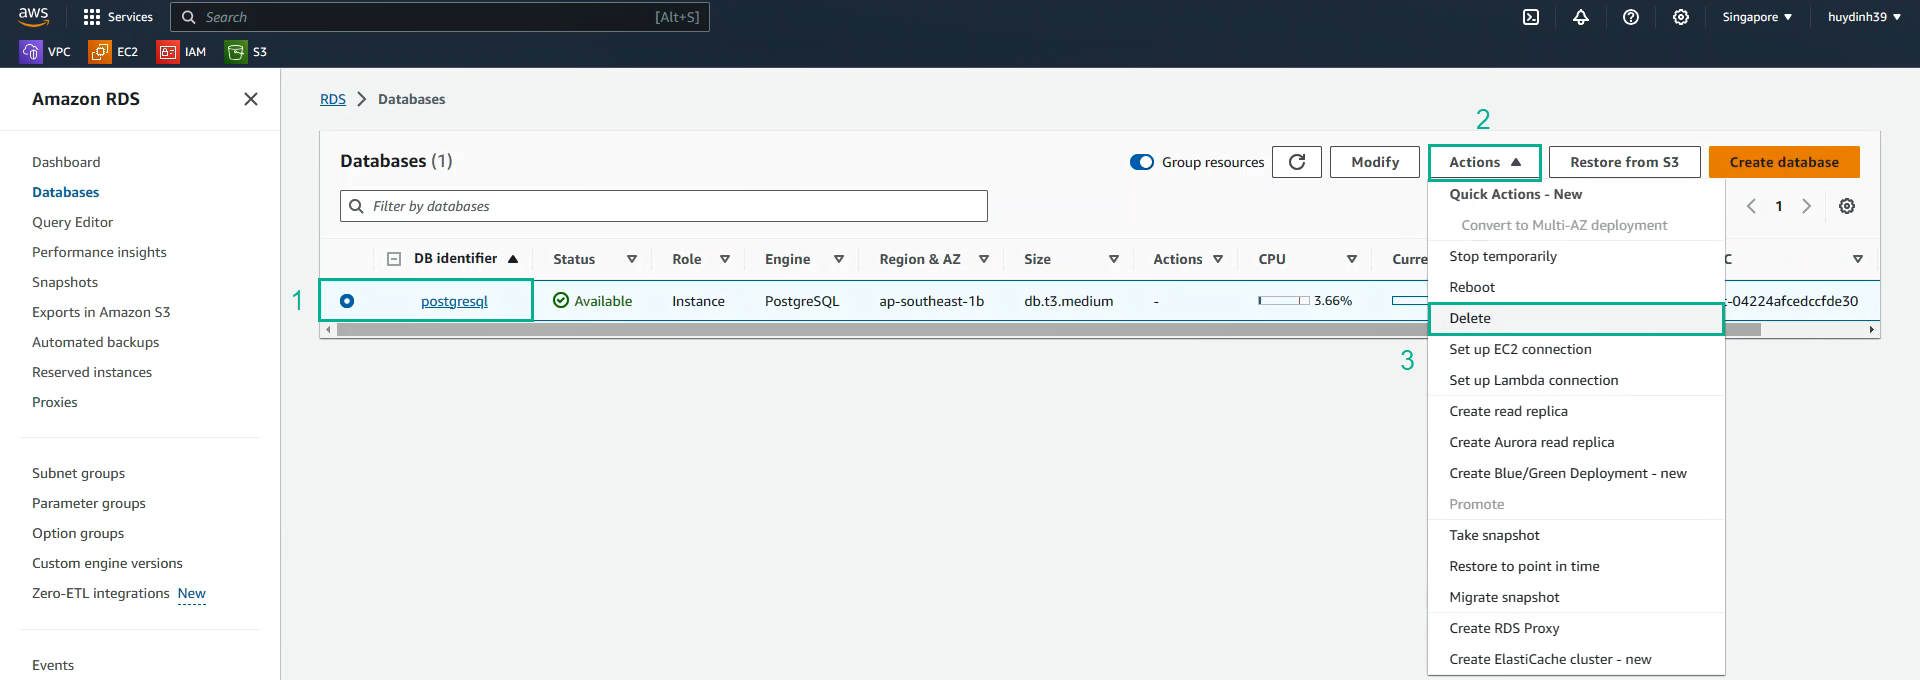 aws
Services
Search
[Alt+S]
Singapore
huydinh39
VPC
EC2
IAM
S3
Amazon RDS
Dashboard
Databases
Query Editor
Performance insights
Snapshots
Exports in Amazon S3
Automated backups
Reserved instances
Proxies
Subnet groups
Parameter groups
Option groups
Custom engine versions
Zero-ETL integrations New
Events
RDS > Databases
2
Databases (1)
Group resources
Modify
Actions
Restore from S3
Create database
Filter by databases
1
DB identifier
Status
Role
Engine
Region & AZ
Size
Actions
CPU
Curre
C
1
postgresql
Available
Instance
PostgreSQL
ap-southeast-1b
db.t3.medium
-
3.66%
-04224afcedccfde30
3
Quick Actions - New
Convert to Multi-AZ deployment
Stop temporarily
Reboot
Delete
Set up EC2 connection
Set up Lambda connection
Create read replica
Create Aurora read replica
Create Blue/Green Deployment - new
Promote
Take snapshot
Restore to point in time
Migrate snapshot
Create RDS Proxy
Create ElastiCache cluster - new